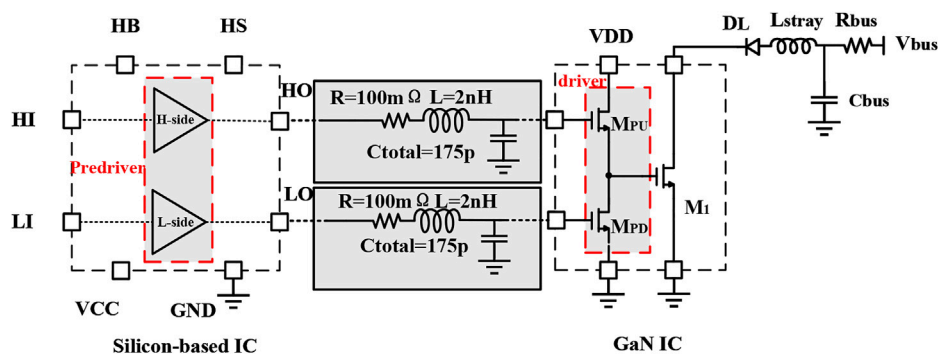 HB
HS
HI
LI
H-side
Predriver
L-side
VCC
GND
Silicon-based IC
HO
R=100m Ω L=2nH
Ctotal=175p
LO
R=100mΩ L=2nH
Ctotal=175p
VDD
driver
MPU
MPD
M1
GaN IC
DL
Lstray
Rbus
Vbus
Cbus